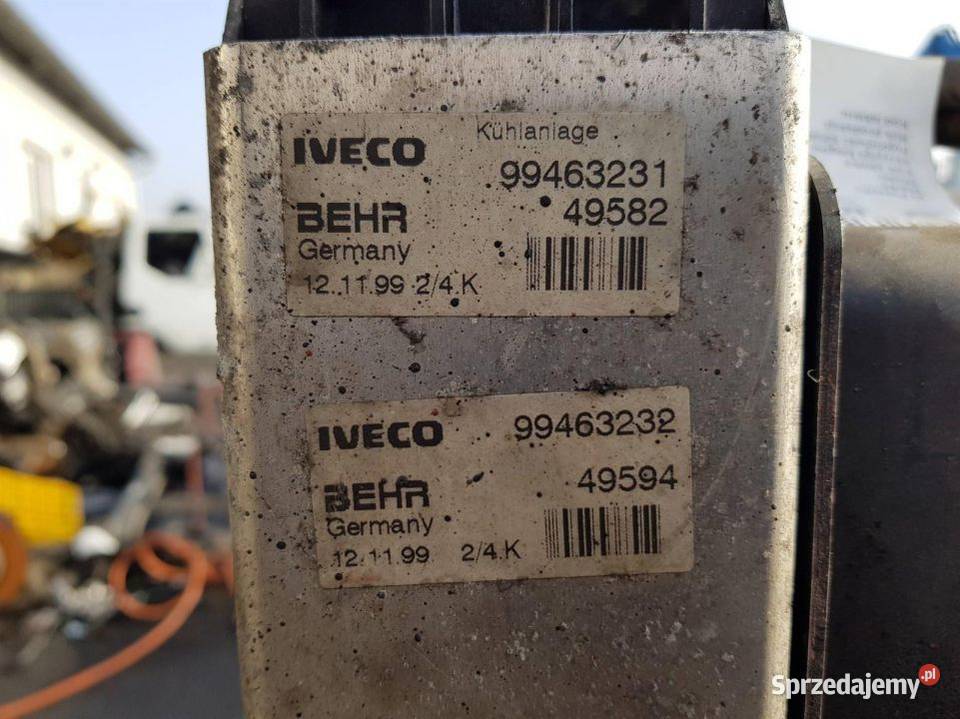 Kühlanlage
IVECO
99463231
BEHR
49582
Germany
12.11.99 2/4.K
IVECO 99463232
BEHR
49594
Germany
12.11.99 2/4.K
Sprzedajemy.pl